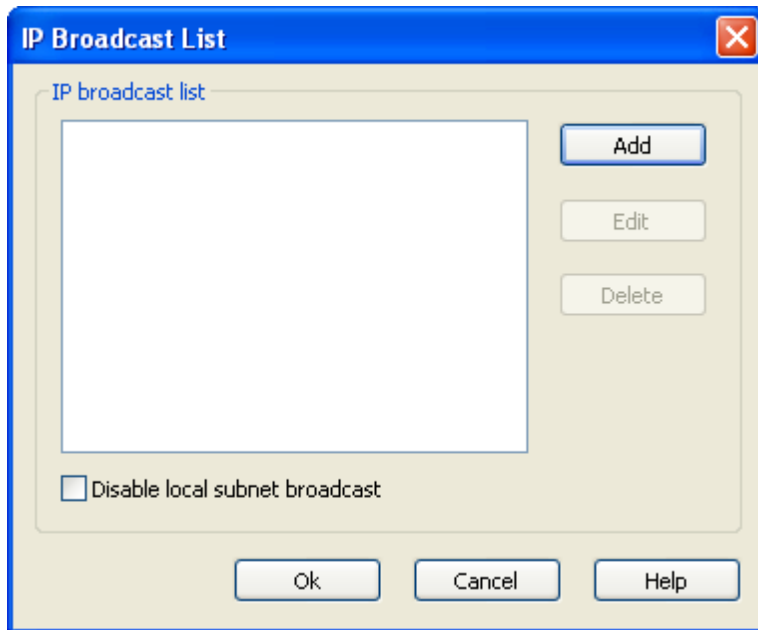 IP Broadcast List
IP broadcast list
Add
Edit
Delete
Disable local subnet broadcast
Ok
Cancel
Help